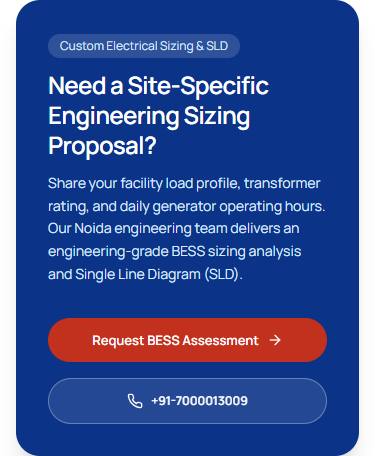 Custom Electrical Sizing & SLD
Need a Site-Specific
Engineering Sizing
Proposal?
Share your facility load profile, transformer
rating, and daily generator operating hours.
Our Noida engineering team delivers an
engineering-grade BESS sizing analysis
and Single Line Diagram (SLD).
Request BESS Assessment →
+91-7000013009